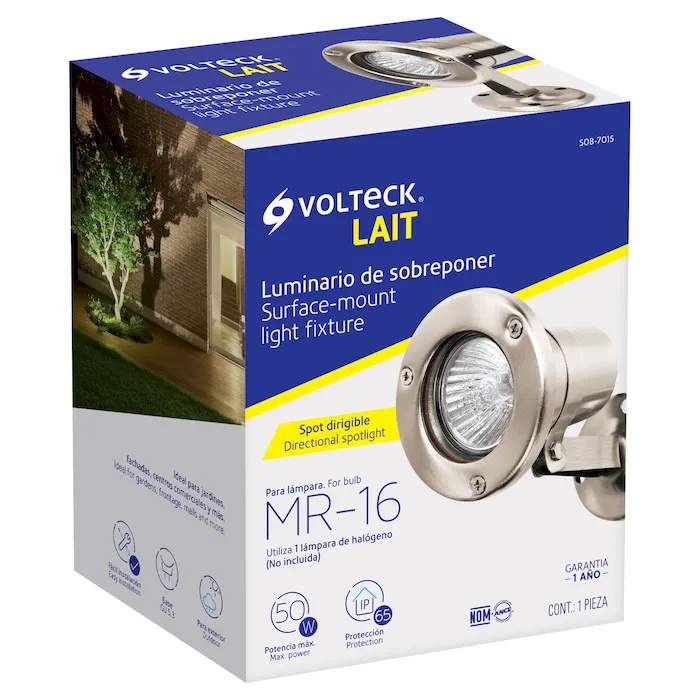 VOLTECK®
LAIT
Luminario de
sobreponer
Surface-mount
light fixture
SOB-7015
VOLTECK®
LAIT
Luminario de sobreponer
Surface-mount
light fixture
Spot dirigible
Directional spotlight
Para lámpara. For bulb
MR-16
Utiliza 1 lámpara de halógeno
(No incluida)
50 W
Potencia máx.
Max. power
IP 65
Protección
Protection
NOM-ANCE
GARANTIA
– 1 AÑO –
CONT.: 1 PIEZA
Ideal para jardines,
fachadas, centros comerciales y más.
Ideal for gardens, frontage, malls and more.
Fácil instalación
Easy installation
Base
GU 5.3
Para exterior
Outdoor